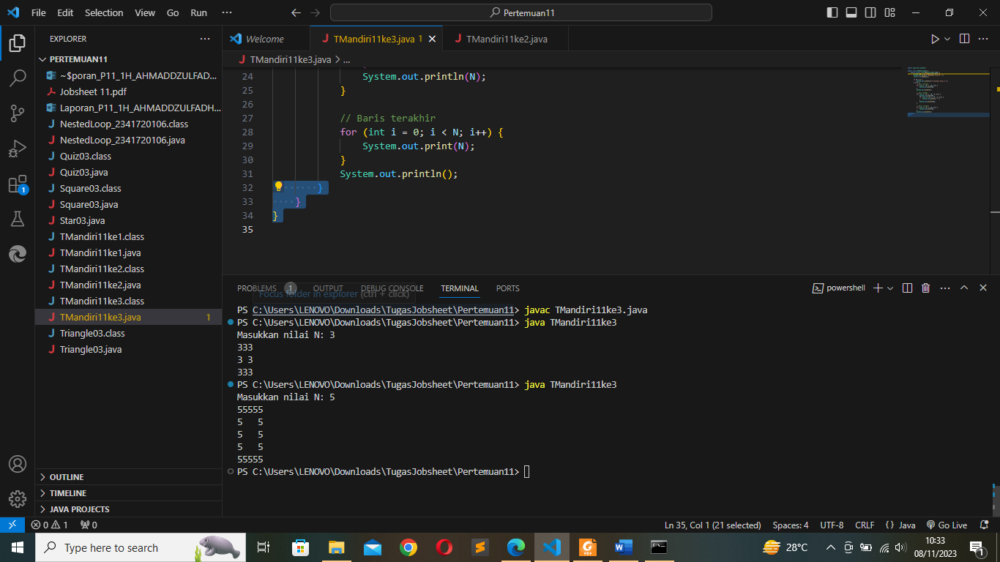 File Edit Selection View Go Run ··· Pertemuan11
EXPLORER ···
PERTEMUAN11
~$poran_P11_1H_AHMADDZULFAD...
Jobsheet 11.pdf
Laporan_P11_1H_AHMADDZULFADH...
NestedLoop_2341720106.class
NestedLoop_2341720106.java
Quiz03.class
Quiz03.java
Square03.class
Square03.java
Star03.java
TMandiri11ke1.class
TMandiri11ke1.java
TMandiri11ke2.class
TMandiri11ke2.java
TMandiri11ke3.class
TMandiri11ke3.java 1
Triangle03.class
Triangle03.java
OUTLINE
TIMELINE
JAVA PROJECTS
1
Welcome TMandiri11ke3.java 1 TMandiri11ke2.java
TMandiri11ke3.java > ...
24 System.out.println(N);
25 }
26
27 // Baris terakhir
28 for (int i = 0; i < N; i++) {
29 System.out.print(N);
30 }
31 System.out.println();
32 }
33 }
34 }
35
PROBLEMS 1 OUTPUT DEBUG CONSOLE TERMINAL PORTS powershell
Focus folder in explorer (ctrl + click)
PS C:\Users\LENOVO\Downloads\TugasJobsheet\Pertemuan11> javac TMandiri11ke3.java
PS C:\Users\LENOVO\Downloads\TugasJobsheet\Pertemuan11> java TMandiri11ke3
Masukkan nilai N: 3
333
3 3
333
PS C:\Users\LENOVO\Downloads\TugasJobsheet\Pertemuan11> java TMandiri11ke3
Masukkan nilai N: 5
55555
5   5
5   5
5   5
55555
PS C:\Users\LENOVO\Downloads\TugasJobsheet\Pertemuan11>
0 1 0 Ln 35, Col 1 (21 selected) Spaces: 4 UTF-8 CRLF {} Java Go Live
Type here to search 28°C 10:33
08/11/2023 1